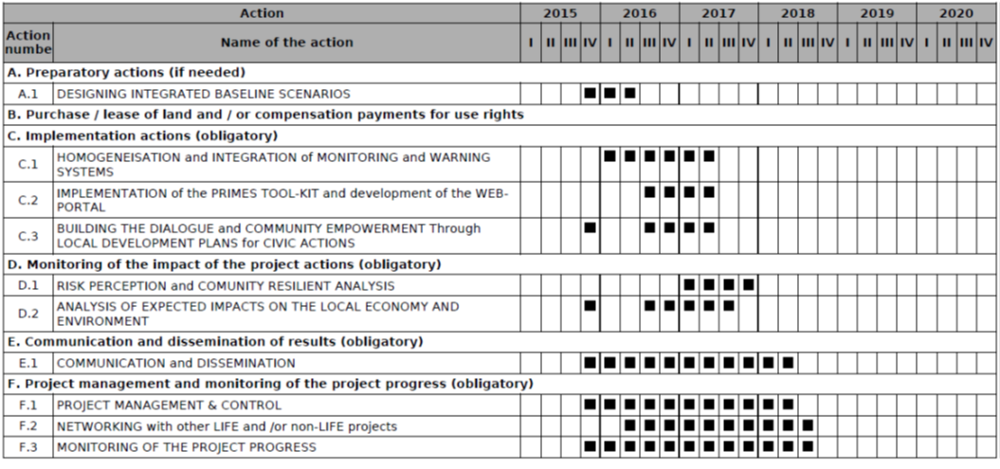 Action 2015 2016 2017 2018 2019 2020
Action
numbe Name of the action I II III IV I II III IV I II III IV I II III IV I II III IV I II III IV
A. Preparatory actions (if needed)
A.1 DESIGNING INTEGRATED BASELINE SCENARIOS ■ ■ ■
B. Purchase / lease of land and / or compensation payments for use rights
C. Implementation actions (obligatory)
C.1 HOMOGENEISATION and INTEGRATION of MONITORING and WARNING
SYSTEMS ■ ■ ■ ■ ■ ■
C.2 IMPLEMENTATION of the PRIMES TOOL-KIT and development of the WEB-
PORTAL ■ ■ ■ ■
C.3 BUILDING THE DIALOGUE and COMMUNITY EMPOWERMENT Through
LOCAL DEVELOPMENT PLANS for CIVIC ACTIONS ■ ■ ■ ■ ■
D. Monitoring of the impact of the project actions (obligatory)
D.1 RISK PERCEPTION and COMUNITY RESILIENT ANALYSIS ■ ■ ■ ■
D.2 ANALYSIS OF EXPECTED IMPACTS ON THE LOCAL ECONOMY AND
ENVIRONMENT ■ ■ ■ ■ ■ ■
E. Communication and dissemination of results (obligatory)
E.1 COMMUNICATION and DISSEMINATION ■ ■ ■ ■ ■ ■ ■ ■ ■ ■ ■
F. Project management and monitoring of the project progress (obligatory)
F.1 PROJECT MANAGEMENT & CONTROL ■ ■ ■ ■ ■ ■ ■ ■ ■ ■ ■
F.2 NETWORKING with other LIFE and /or non-LIFE projects ■ ■ ■ ■ ■ ■ ■ ■ ■ ■
F.3 MONITORING OF THE PROJECT PROGRESS ■ ■ ■ ■ ■ ■ ■ ■ ■ ■ ■ ■